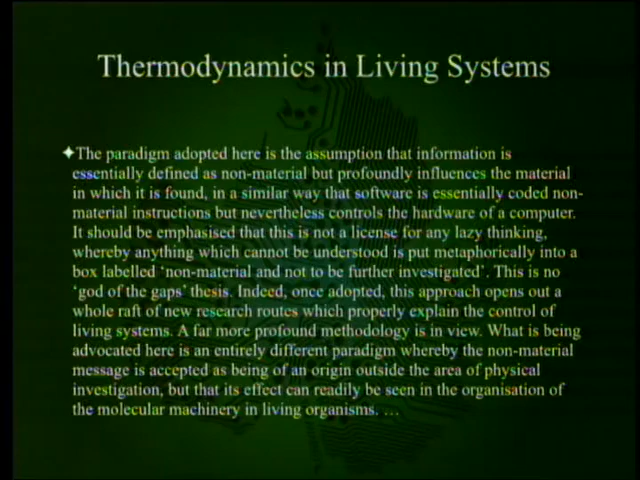 Thermodynamics in Living Systems
✦The paradigm adopted here is the assumption that information is
essentially defined as non-material but profoundly influences the material
in which it is found, in a similar way that software is essentially coded non-
material instructions but nevertheless controls the hardware of a computer.
It should be emphasised that this is not a license for any lazy thinking,
whereby anything which cannot be understood is put metaphorically into a
box labelled ‘non-material and not to be further investigated’. This is no
‘god of the gaps’ thesis. Indeed, once adopted, this approach opens out a
whole raft of new research routes which properly explain the control of
living systems. A far more profound methodology is in view. What is being
advocated here is an entirely different paradigm whereby the non-material
message is accepted as being of an origin outside the area of physical
investigation, but that its effect can readily be seen in the organisation of
the molecular machinery in living organisms. …